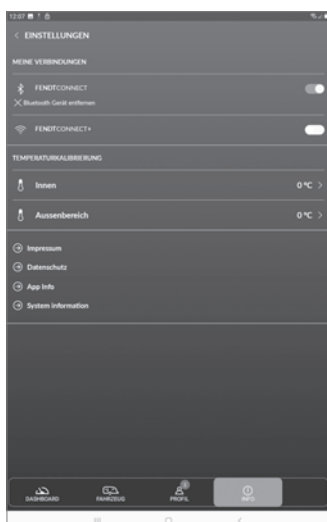 12:07
EINSTELLUNGEN
MEINE VERBINDUNGEN
FENDTCONNECT
Bluetooth Gerät entfernen
FENDTCONNECT+
TEMPERATURKALIBRIERUNG
Innen 0 °C
Aussenbereich 0 °C
Impressum
Datenschutz
App Info
System information
DASHBOARD FAHRZEUG PROFIL INFO